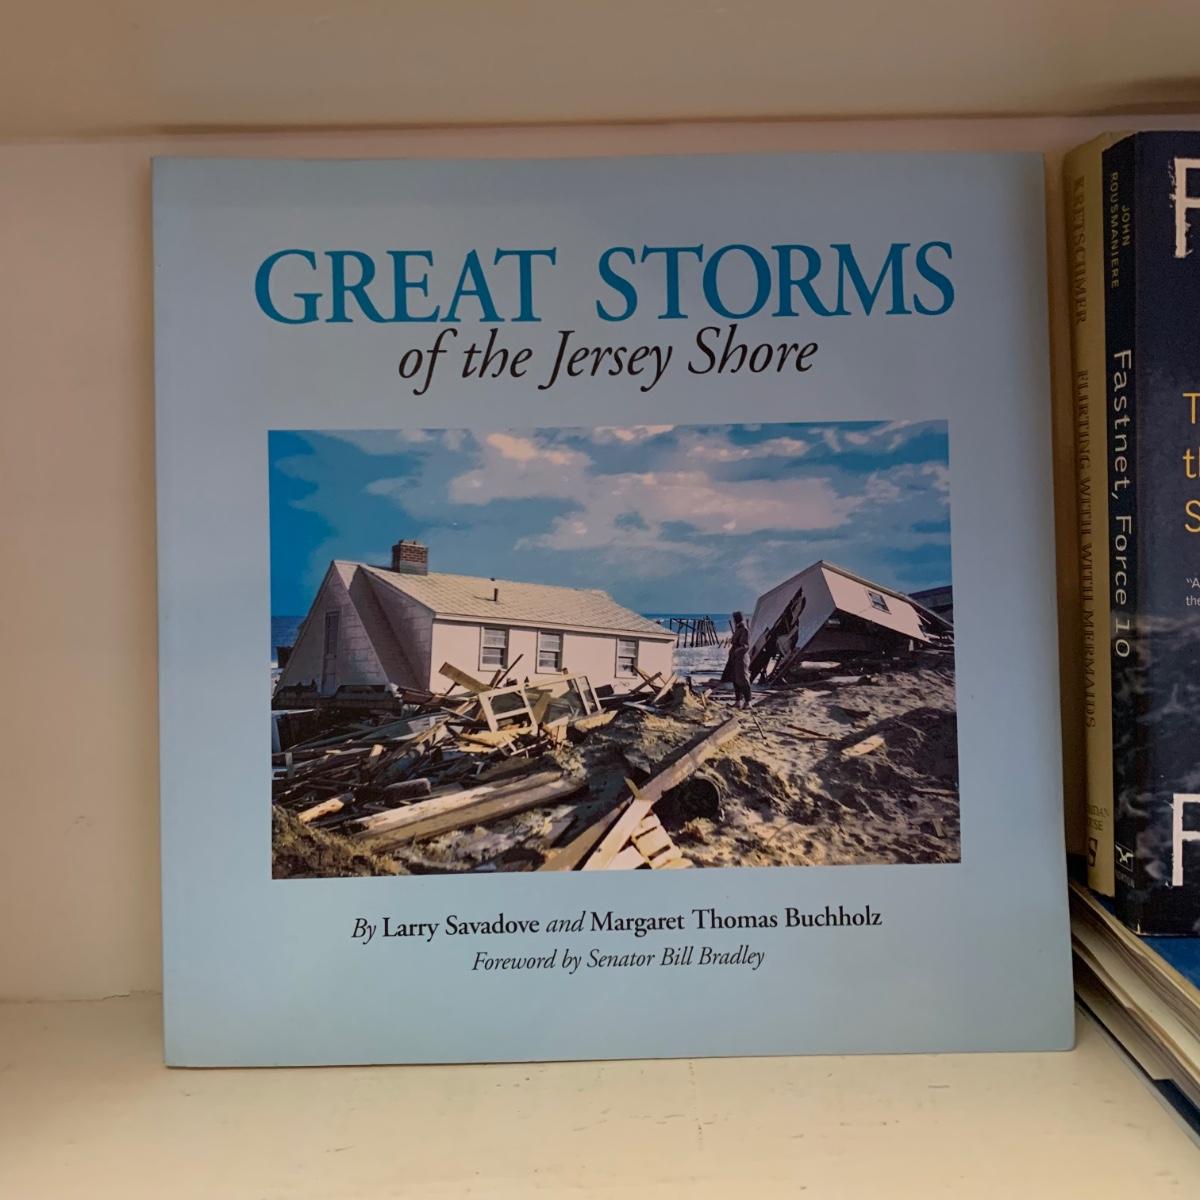 GREAT STORMS
of the Jersey Shore
By Larry Savadove and Margaret Thomas Buchholz
Foreword by Senator Bill Bradley
KRETSCHMER FLIRTING WITH MERMAIDS
JOHN
ROUSMANIERE
Fastnet, Force 10
NORTON